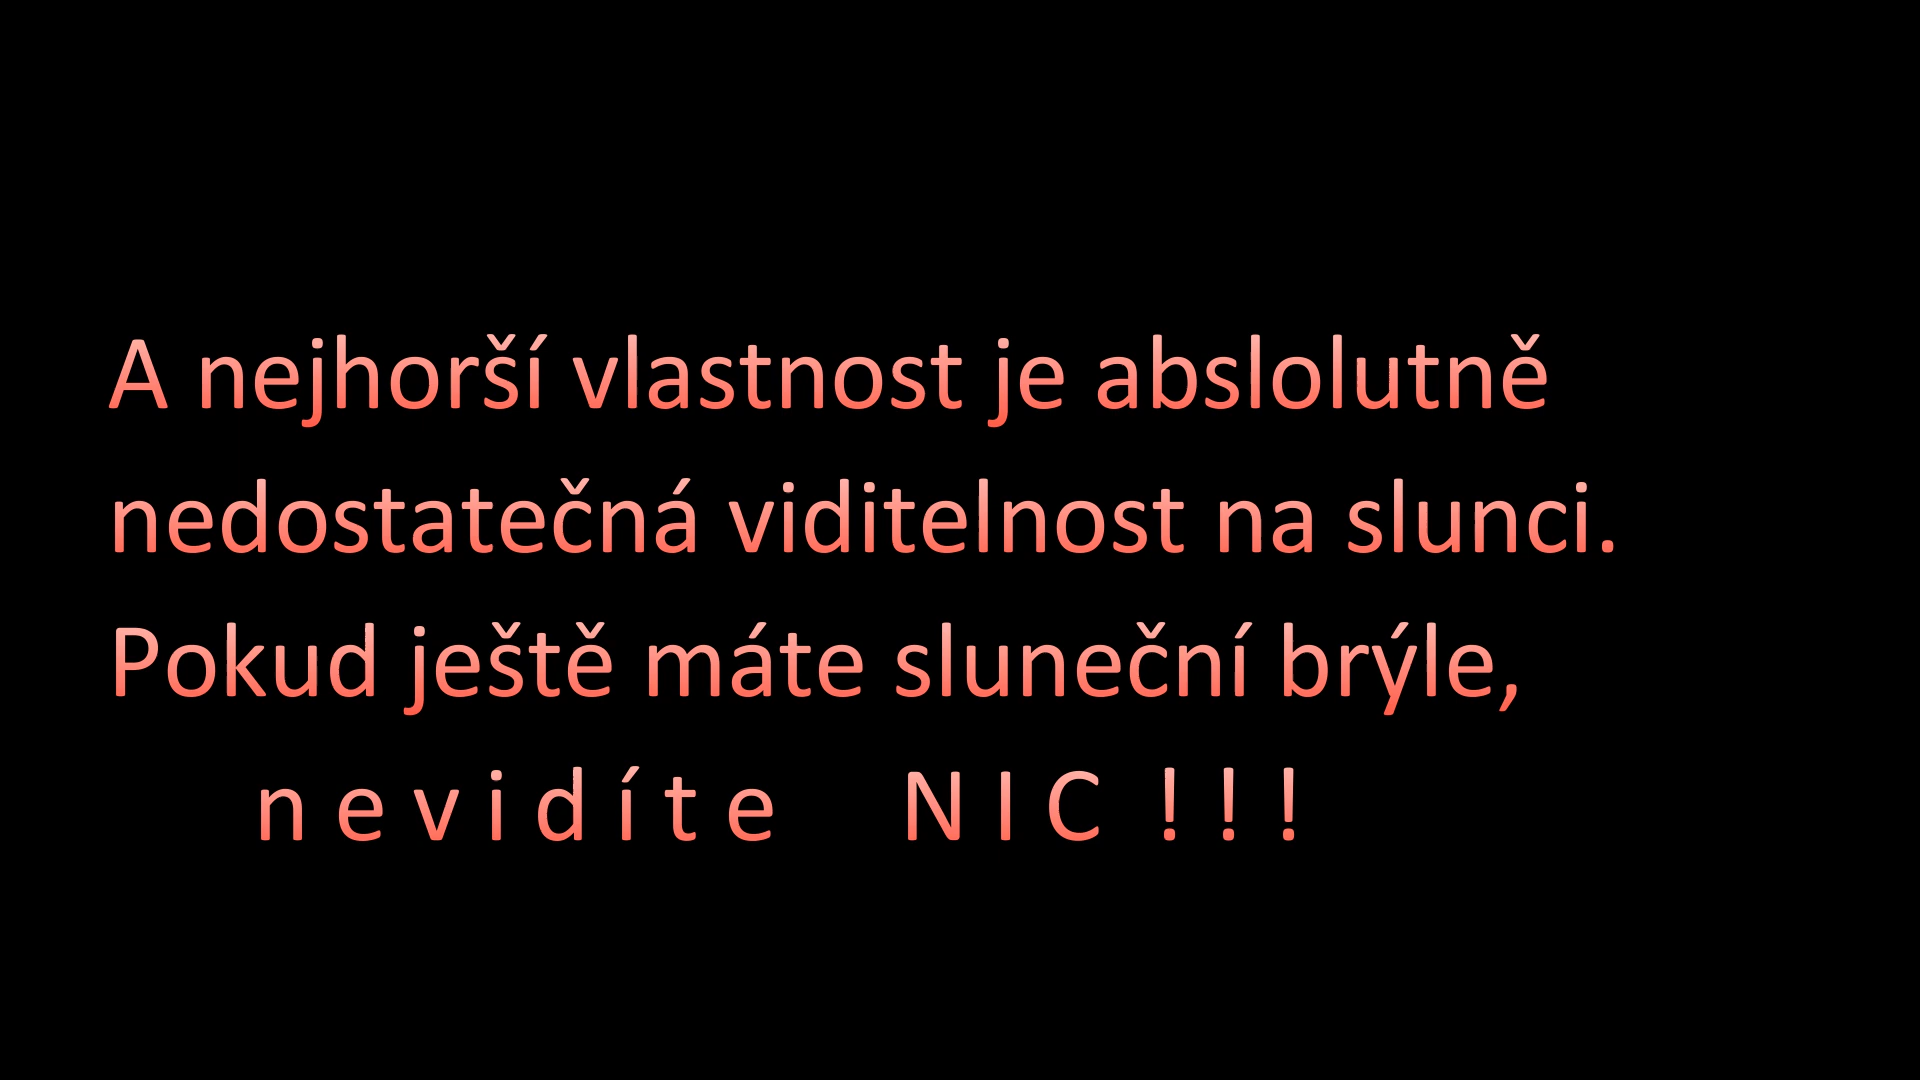 A nejhorší vlastnost je abslolutně
nedostatečná viditelnost na slunci.
Pokud ještě máte sluneční brýle,
n e v i d í t e    N I C  ! ! !